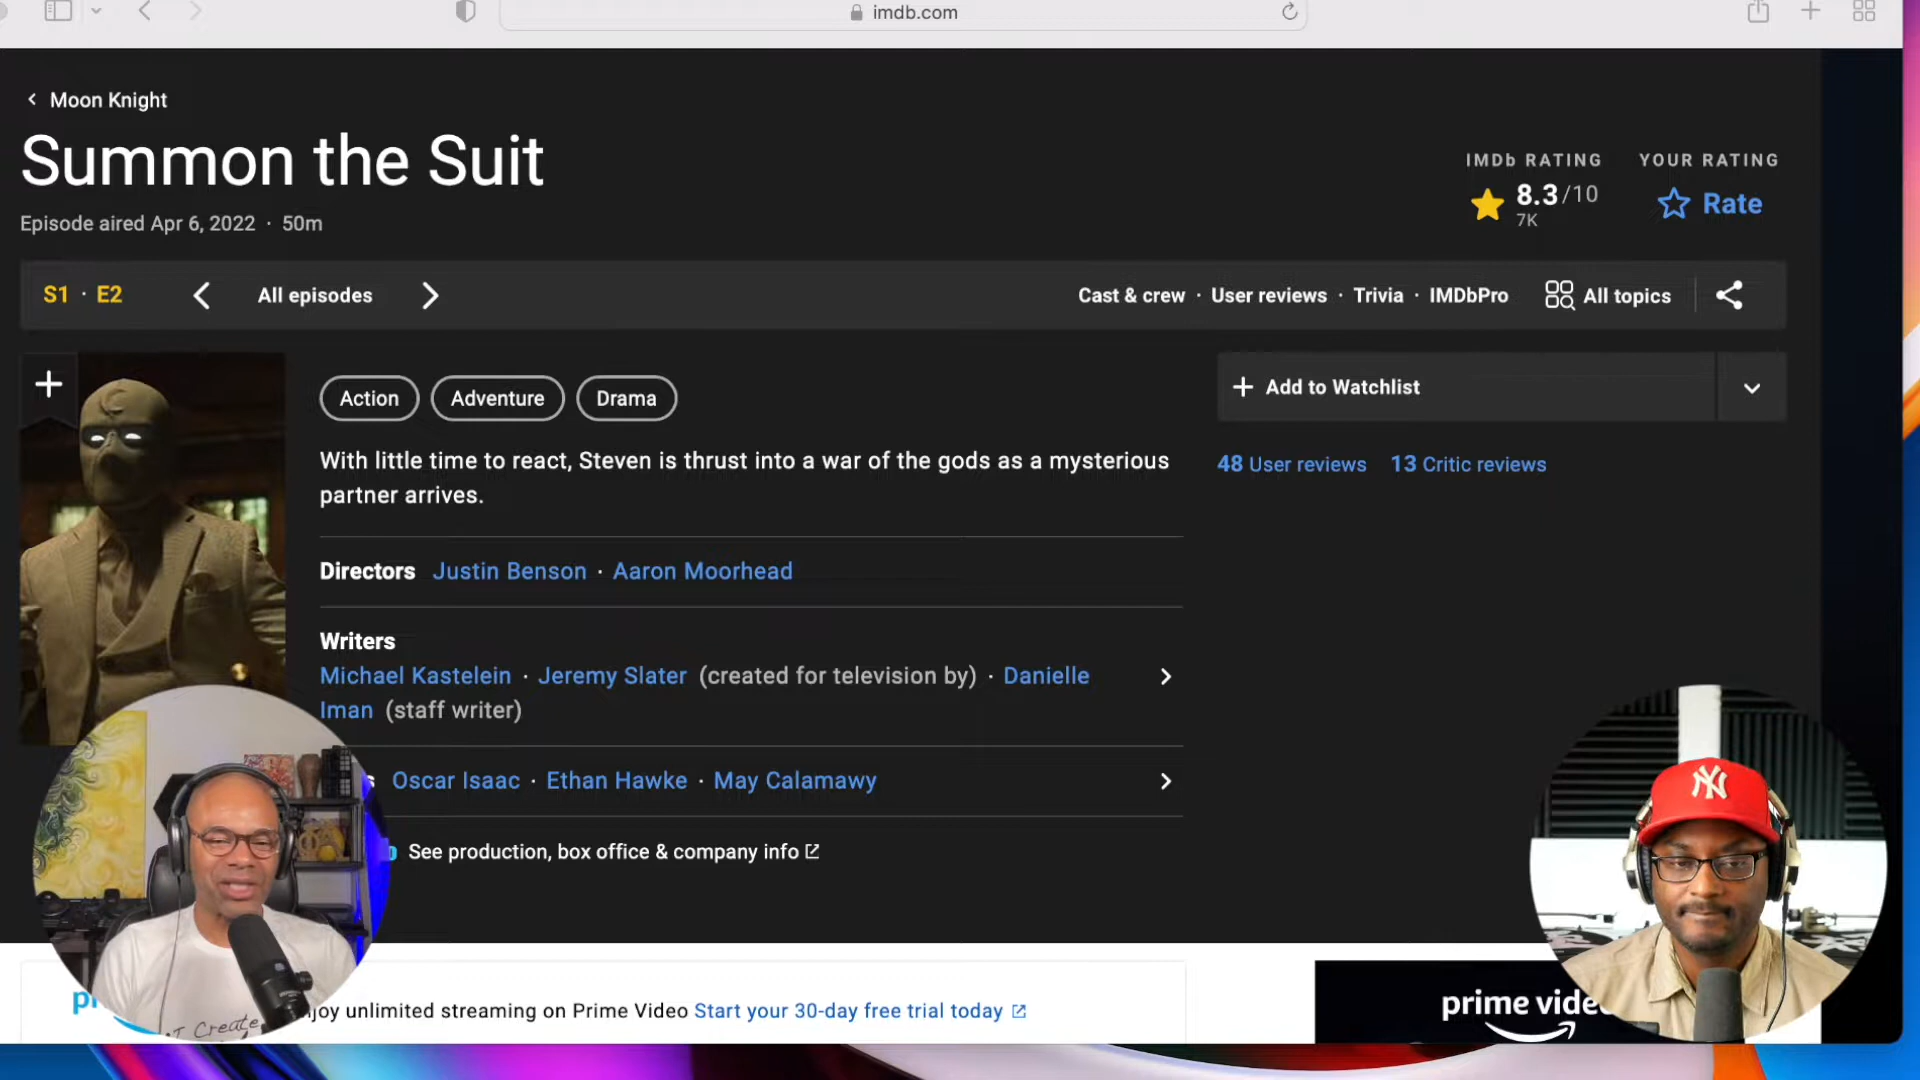 imdb.com
Moon Knight
Summon the Suit
Episode aired Apr 6, 2022 · 50m
IMDb RATING
8.3/10
7K
YOUR RATING
Rate
S1 · E2
All episodes
Cast & crew · User reviews · Trivia · IMDbPro
All topics
Action
Adventure
Drama
With little time to react, Steven is thrust into a war of the gods as a mysterious
partner arrives.
Add to Watchlist
48 User reviews
13 Critic reviews
Directors Justin Benson · Aaron Moorhead
Writers
Michael Kastelein · Jeremy Slater (created for television by) · Danielle
Iman (staff writer)
s Oscar Isaac · Ethan Hawke · May Calamawy
See production, box office & company info
NY
joy unlimited streaming on Prime Video Start your 30-day free trial today
prime vide
I Create